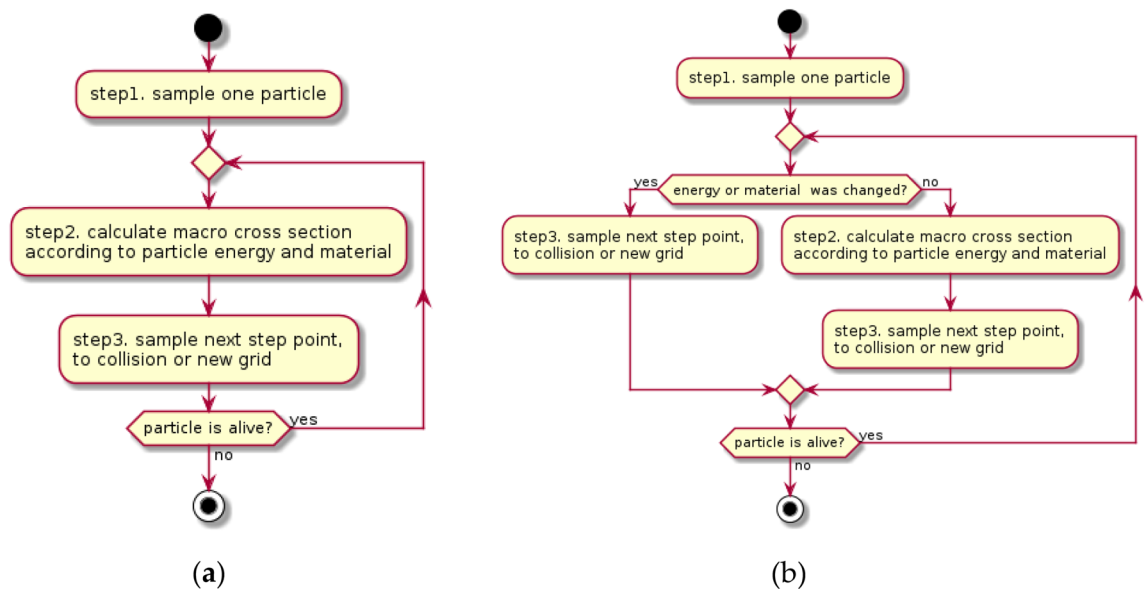 step1. sample one particle
step2. calculate macro cross section
according to particle energy and material
step3. sample next step point,
to collision or new grid
particle is alive?
yes
no
(a)
step1. sample one particle
yes
energy or material  was changed?
no
step3. sample next step point,
to collision or new grid
step2. calculate macro cross section
according to particle energy and material
step3. sample next step point,
to collision or new grid
particle is alive?
yes
no
(b)